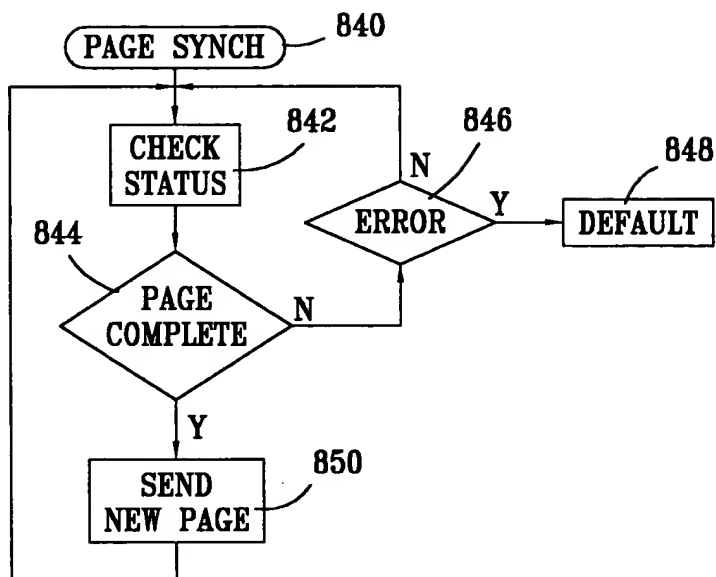 PAGE SYNCH
840
CHECK
STATUS
842
846
848
N
ERROR
Y
DEFAULT
844
PAGE
COMPLETE
N
Y
SEND
NEW PAGE
850